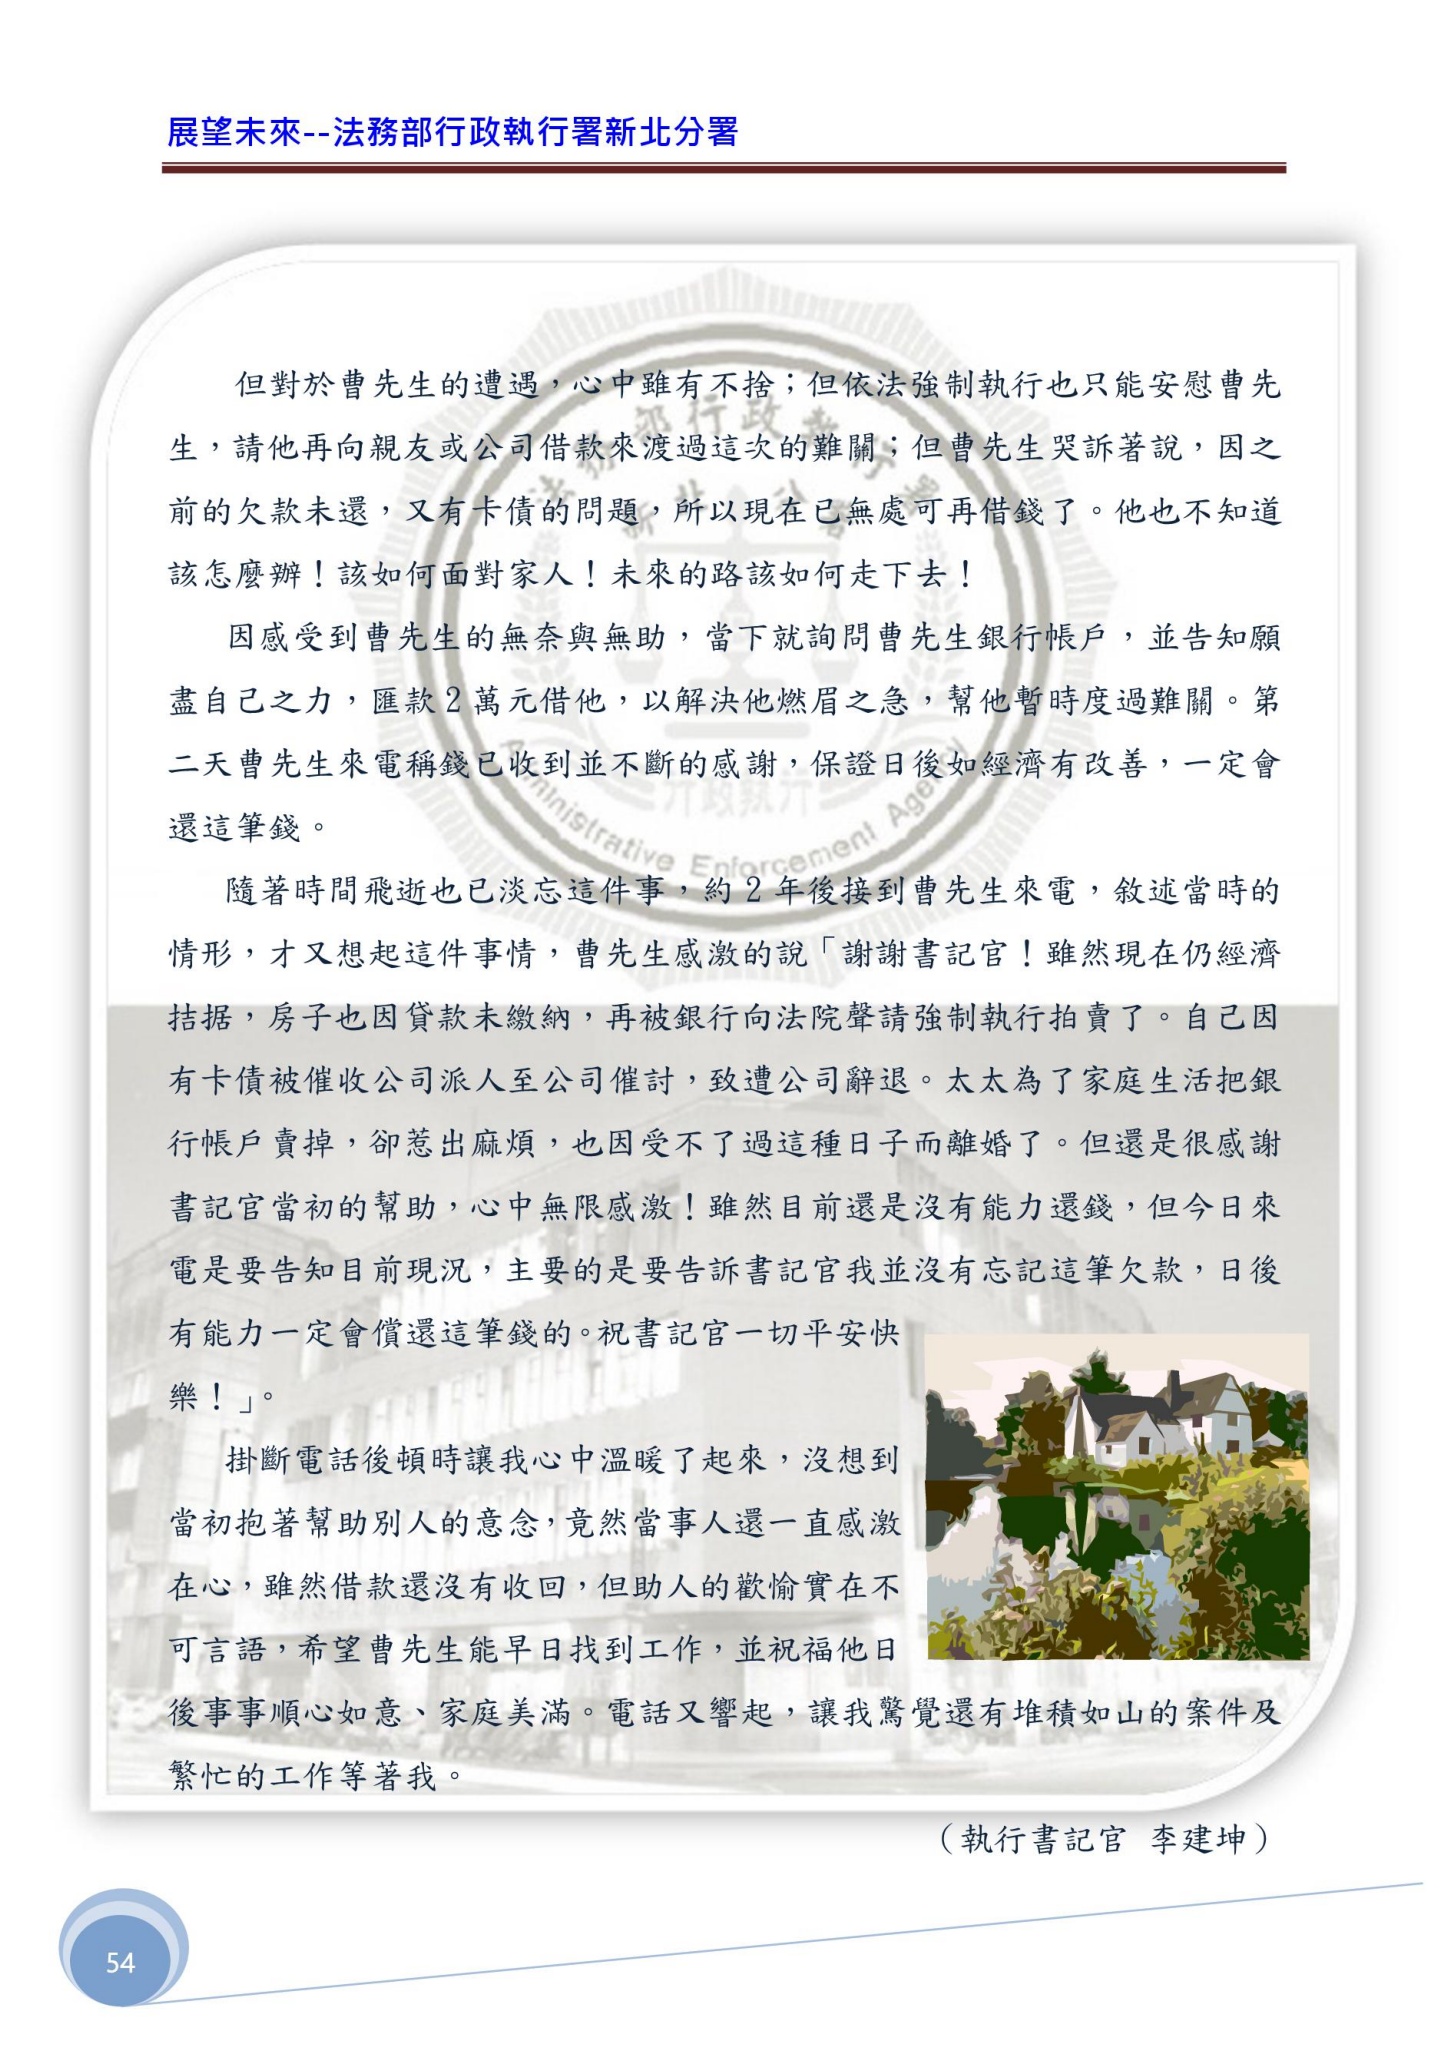 展望未來--法務部行政執行署新北分署
但對於曹先生的遭遇，心中雖有不捨；但依法強制執行也只能安慰曹先
生，請他再向親友或公司借款來渡過這次的難關；但曹先生哭訴著說，因之
前的欠款未還，又有卡債的問題，所以現在已無處可再借錢了。他也不知道
該怎麼辦！該如何面對家人！未來的路該如何走下去！
因感受到曹先生的無奈與無助，當下就詢問曹先生銀行帳戶，並告知願
盡自己之力，匯款2萬元借他，以解決他燃眉之急，幫他暫時度過難關。第
二天曹先生來電稱錢已收到並不斷的感謝，保證日後如經濟有改善，一定會
還這筆錢。
隨著時間飛逝也已淡忘這件事，約 2 年後接到曹先生來電，敘述當時的
情形，才又想起這件事情，曹先生感激的說「謝謝書記官！雖然現在仍經濟
拮据，房子也因貸款未繳納，再被銀行向法院聲請強制執行拍賣了。自己因
有卡債被催收公司派人至公司催討，致遭公司辭退。太太為了家庭生活把銀
行帳戶賣掉，卻惹出麻煩，也因受不了過這種日子而離婚了。但還是很感謝
書記官當初的幫助，心中無限感激！雖然目前還是沒有能力還錢，但今日來
電是要告知目前現況，主要的是要告訴書記官我並沒有忘記這筆欠款，日後
有能力一定會償還這筆錢的。祝書記官一切平安快
樂！」。
掛斷電話後頓時讓我心中溫暖了起來，沒想到
當初抱著幫助別人的意念，竟然當事人還一直感激
在心，雖然借款還沒有收回，但助人的歡愉實在不
可言語，希望曹先生能早日找到工作，並祝福他日
後事事順心如意、家庭美滿。電話又響起，讓我驚覺還有堆積如山的案件及
繁忙的工作等著我。
（執行書記官 李建坤）
54
法務部行政執行署
新北分署
行政執行
Administrative Enforcement Agency